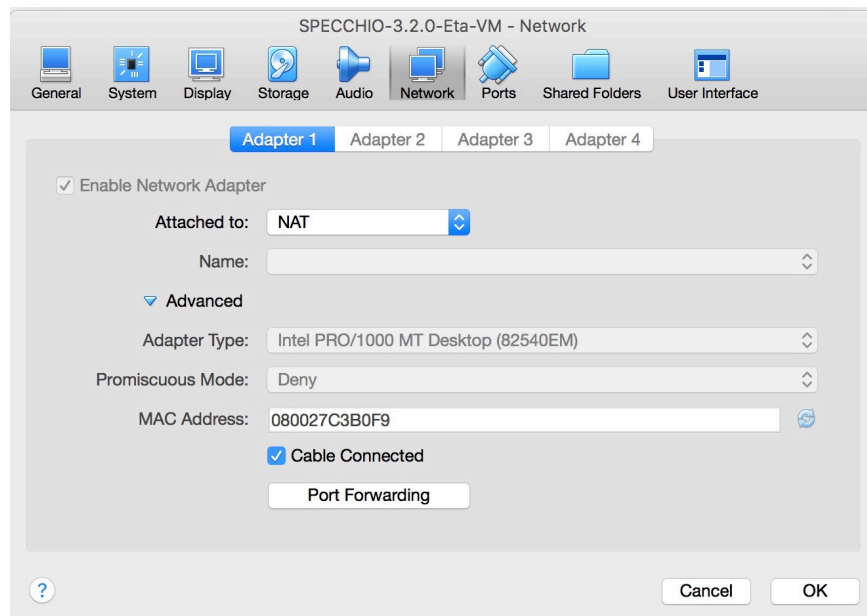 SPECCHIO-3.2.0-Eta-VM - Network
General System Display Storage Audio Network Ports Shared Folders User Interface
Adapter 1 Adapter 2 Adapter 3 Adapter 4
Enable Network Adapter
Attached to: NAT
Name:
Advanced
Adapter Type: Intel PRO/1000 MT Desktop (82540EM)
Promiscuous Mode: Deny
MAC Address: 080027C3B0F9
Cable Connected
Port Forwarding
? Cancel OK